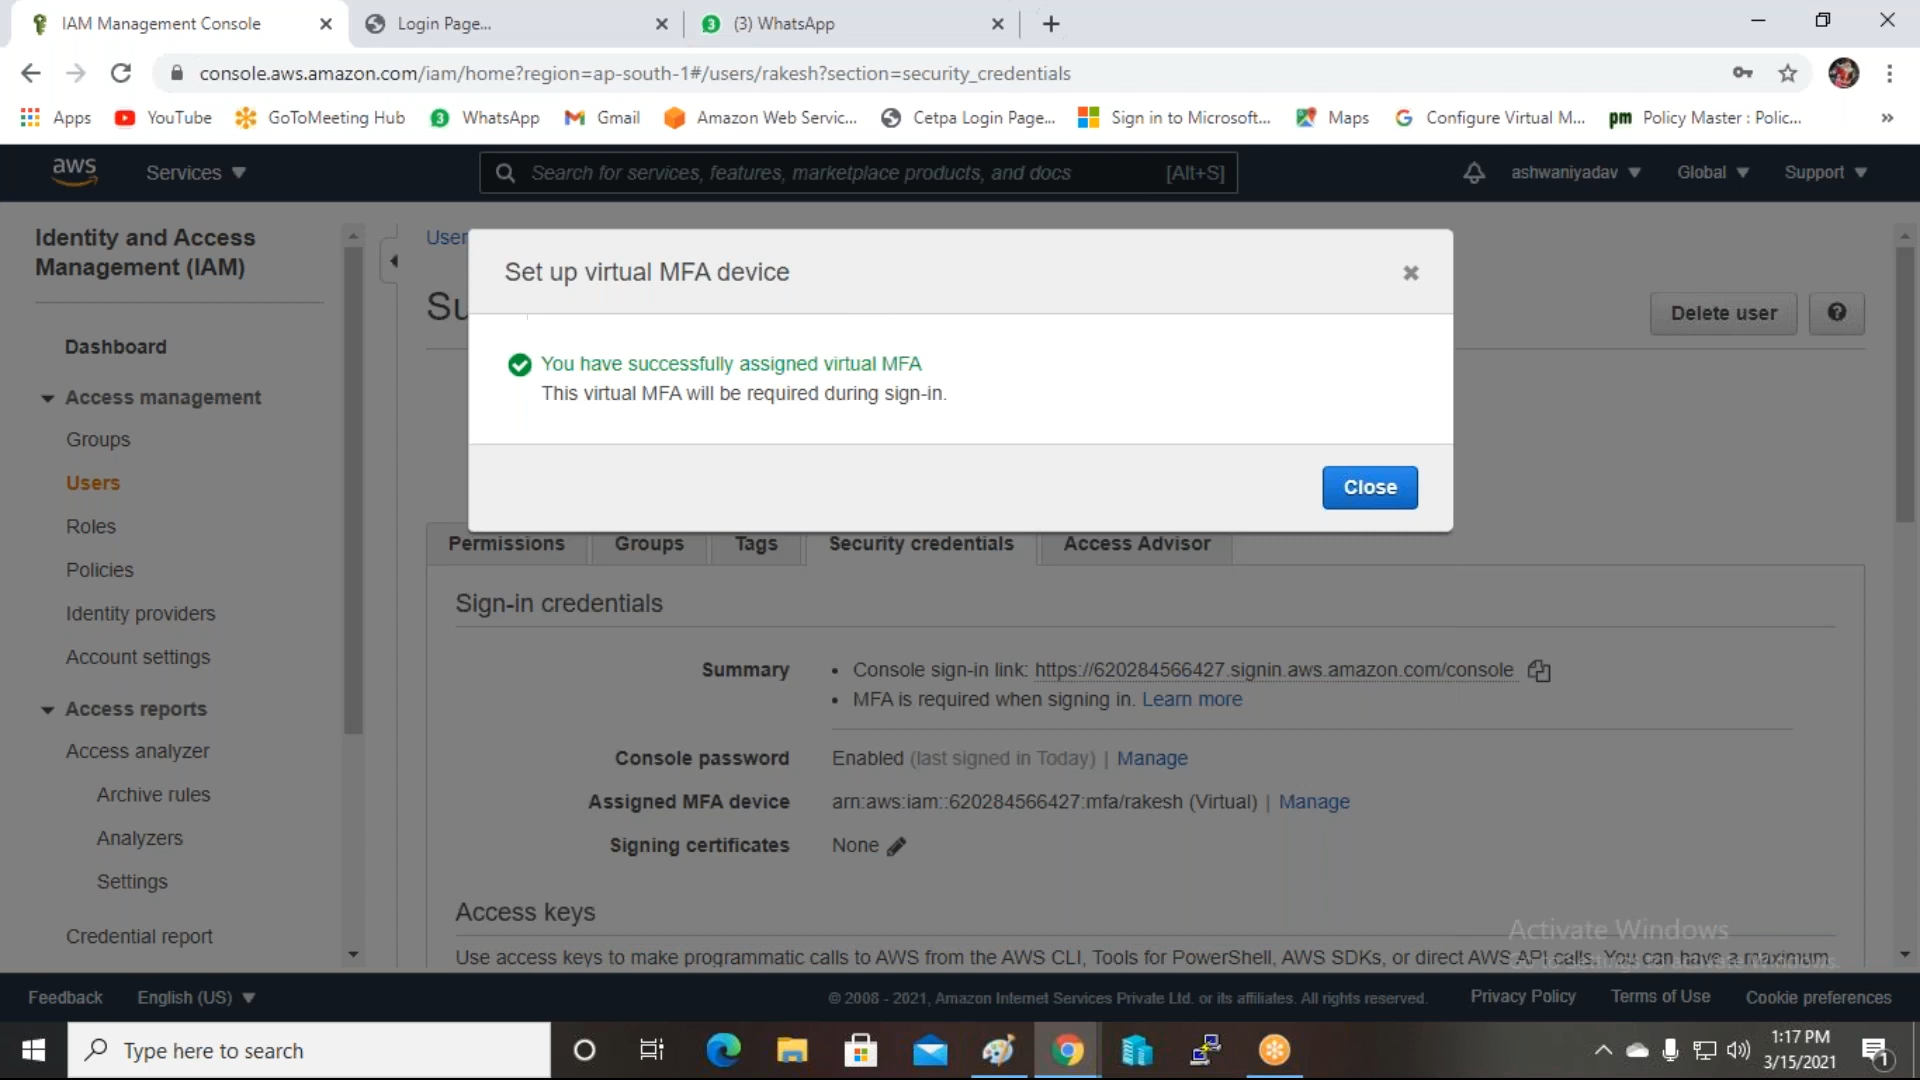 IAM Management Console
Login Page...
3
(3) WhatsApp
console.aws.amazon.com/iam/home?region=ap-south-1#/users/rakesh?section=security_credentials
Apps
YouTube
GoToMeeting Hub
3
WhatsApp
Gmail
Amazon Web Servic...
Cetpa Login Page...
Sign in to Microsoft...
Maps
Configure Virtual M...
pm
Policy Master : Polic...
aws
Services
Search for services, features, marketplace products, and docs
[Alt+S]
ashwaniyadav
Global
Support
Identity and Access
Management (IAM)
User
Set up virtual MFA device
Su
Delete user
Dashboard
You have successfully assigned virtual MFA
This virtual MFA will be required during sign-in.
Access management
Groups
Users
Close
Roles
Permissions
Groups
Tags
Security credentials
Access Advisor
Policies
Sign-in credentials
Identity providers
Account settings
Summary
Console sign-in link: https://620284566427.signin.aws.amazon.com/console
MFA is required when signing in. Learn more
Access reports
Access analyzer
Console password
Enabled (last signed in Today) | Manage
Archive rules
Assigned MFA device
arn:aws:iam::620284566427:mfa/rakesh (Virtual) | Manage
Analyzers
Signing certificates
None
Settings
Access keys
Activate Windows
Credential report
Use access keys to make programmatic calls to AWS from the AWS CLI, Tools for PowerShell, AWS SDKs, or direct AWS API calls. You can have a maximum
Go to Settings to activate Windows.
Feedback
English (US)
© 2008 - 2021, Amazon Internet Services Private Ltd. or its affiliates. All rights reserved.
Privacy Policy
Terms of Use
Cookie preferences
Type here to search
1:17 PM
3/15/2021
1